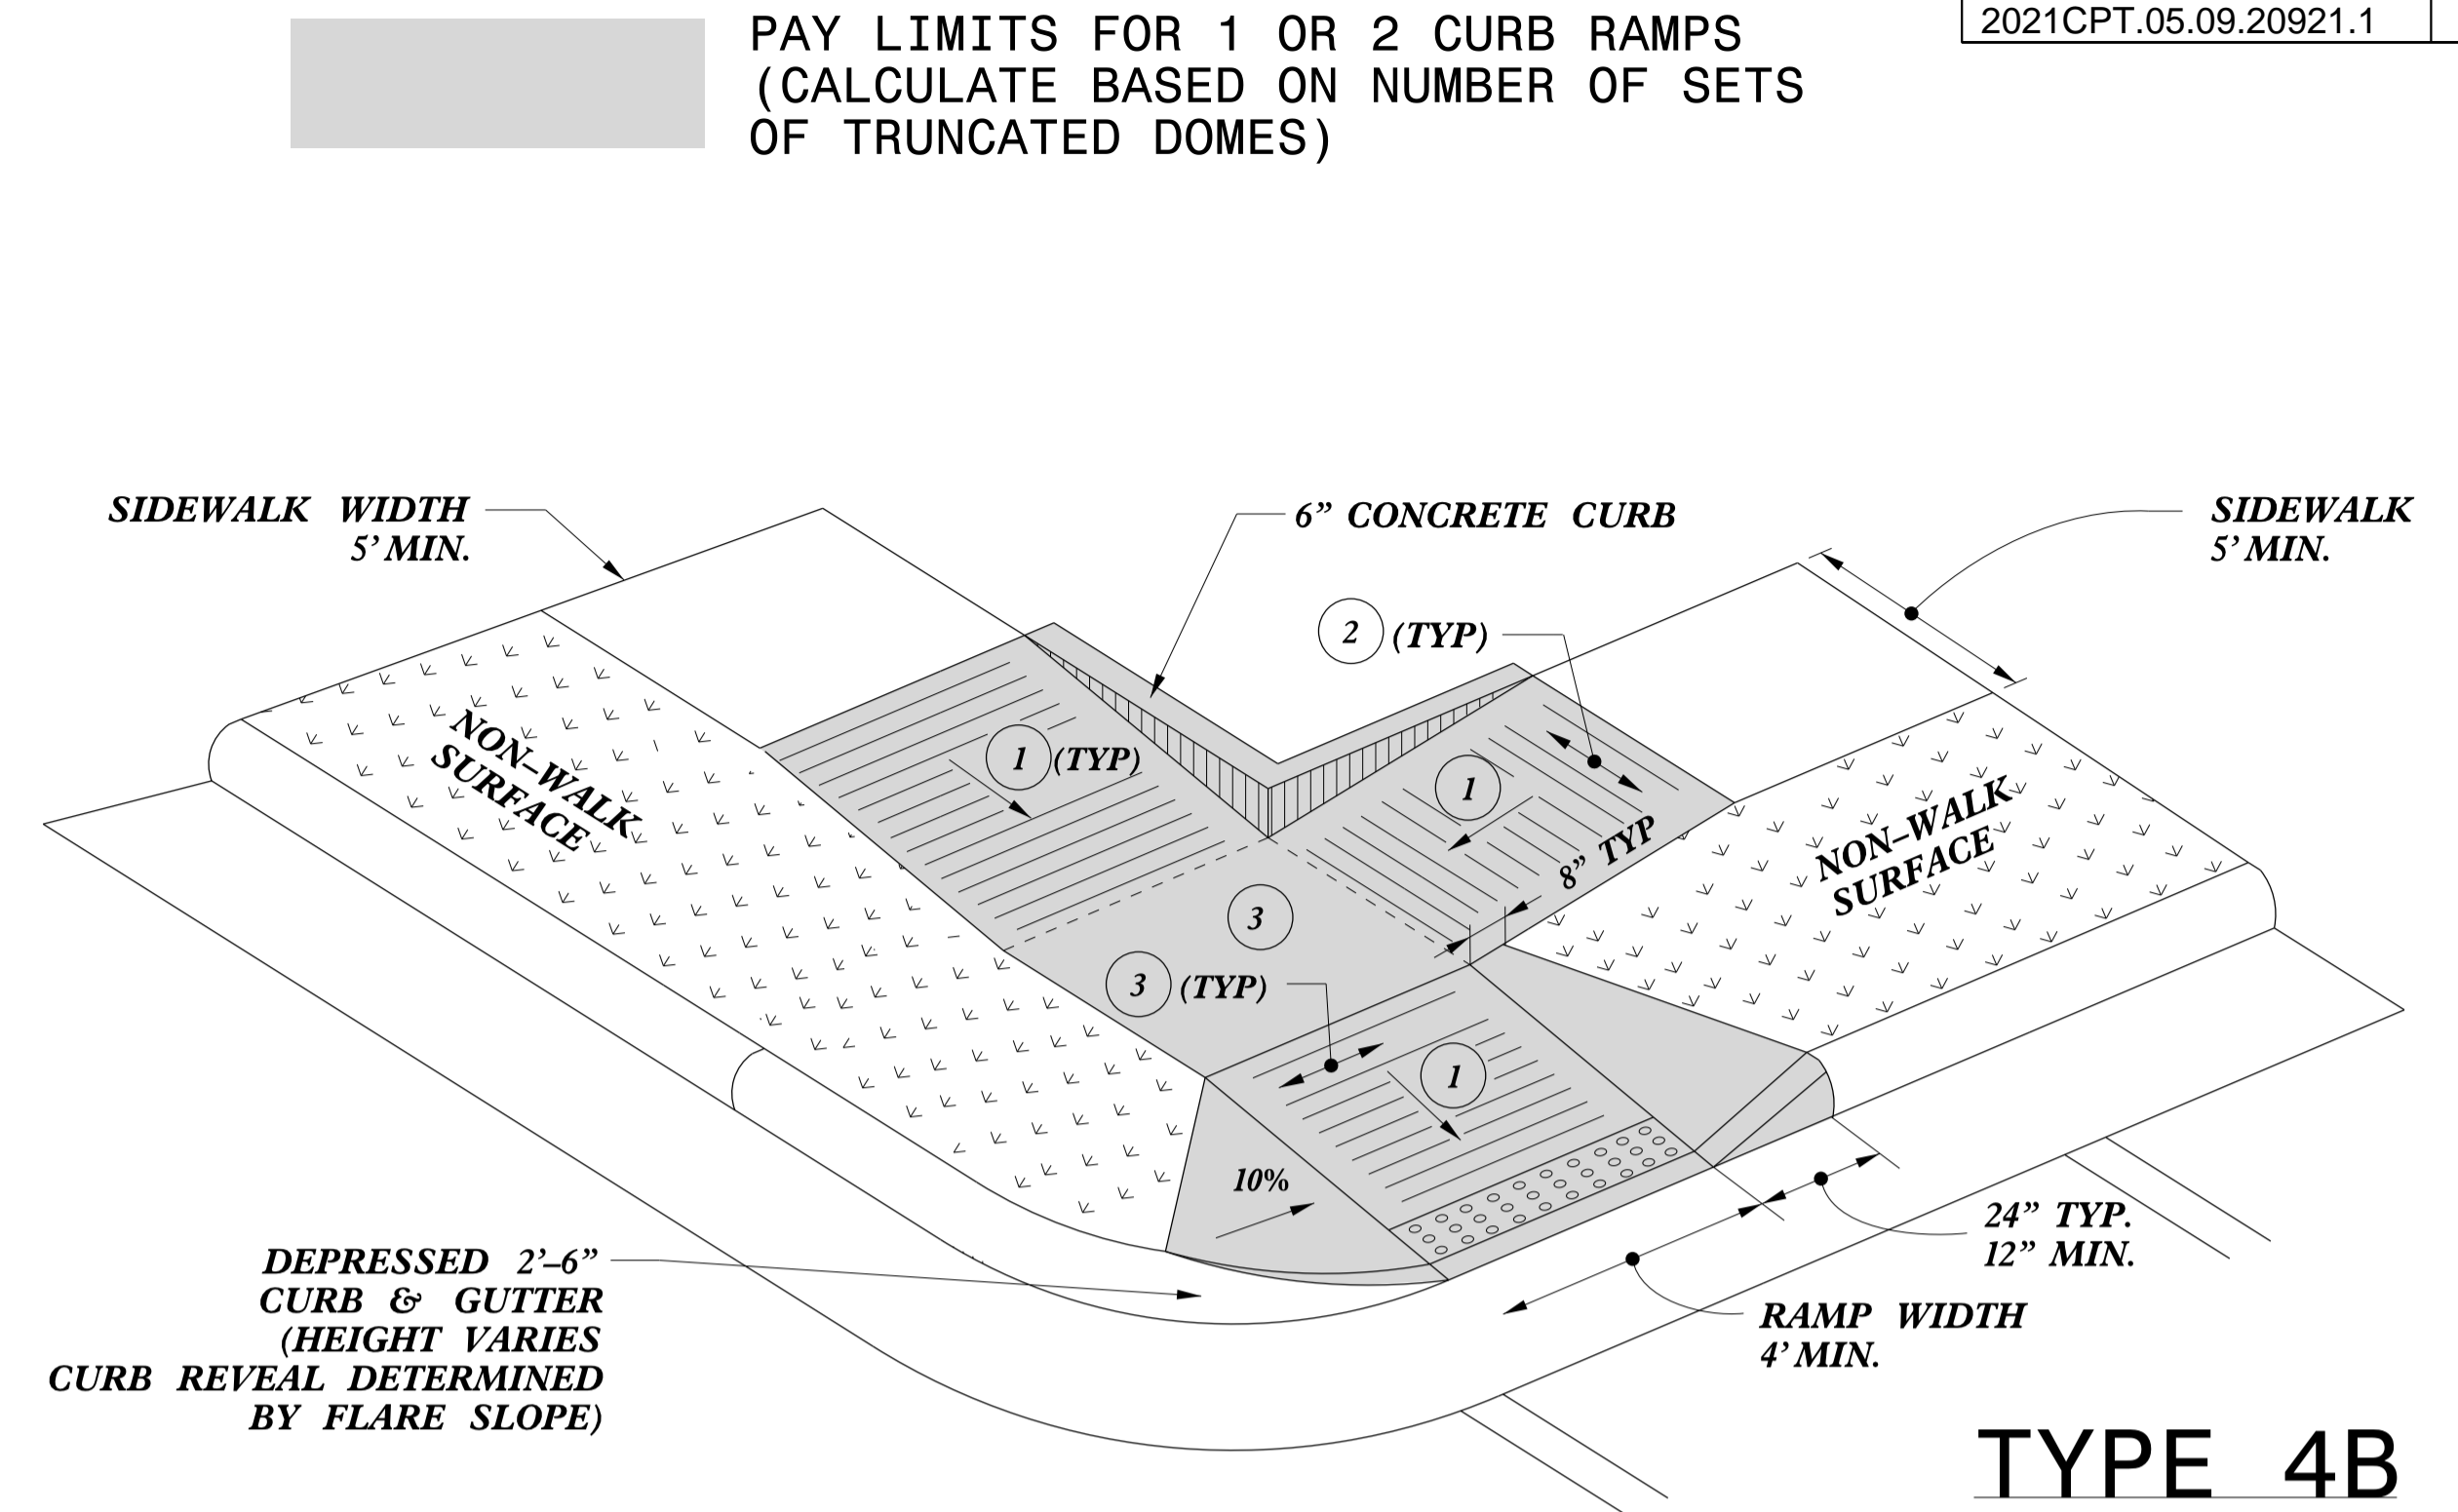 PAY LIMITS FOR 1 OR 2 CURB RAMPS
(CALCULATE BASED ON NUMBER OF SETS
OF TRUNCATED DOMES)
2021CPT.05.09.20921.1
SIDEWALK WIDTH
5' MIN.
6" CONCRETE CURB
SIDEWALK
5' MIN.
2 (TYP)
NON–WALK
SURFACE
1 (TYP)
1
8" TYP
NON–WALK
SURFACE
3
3 (TYP)
1
10%
24" TYP.
12" MIN.
DEPRESSED 2'–6"
CURB & GUTTER
(HEIGHT VARIES
CURB REVEAL DETERMINED
BY FLARE SLOPE)
RAMP WIDTH
4' MIN.
TYPE 4B